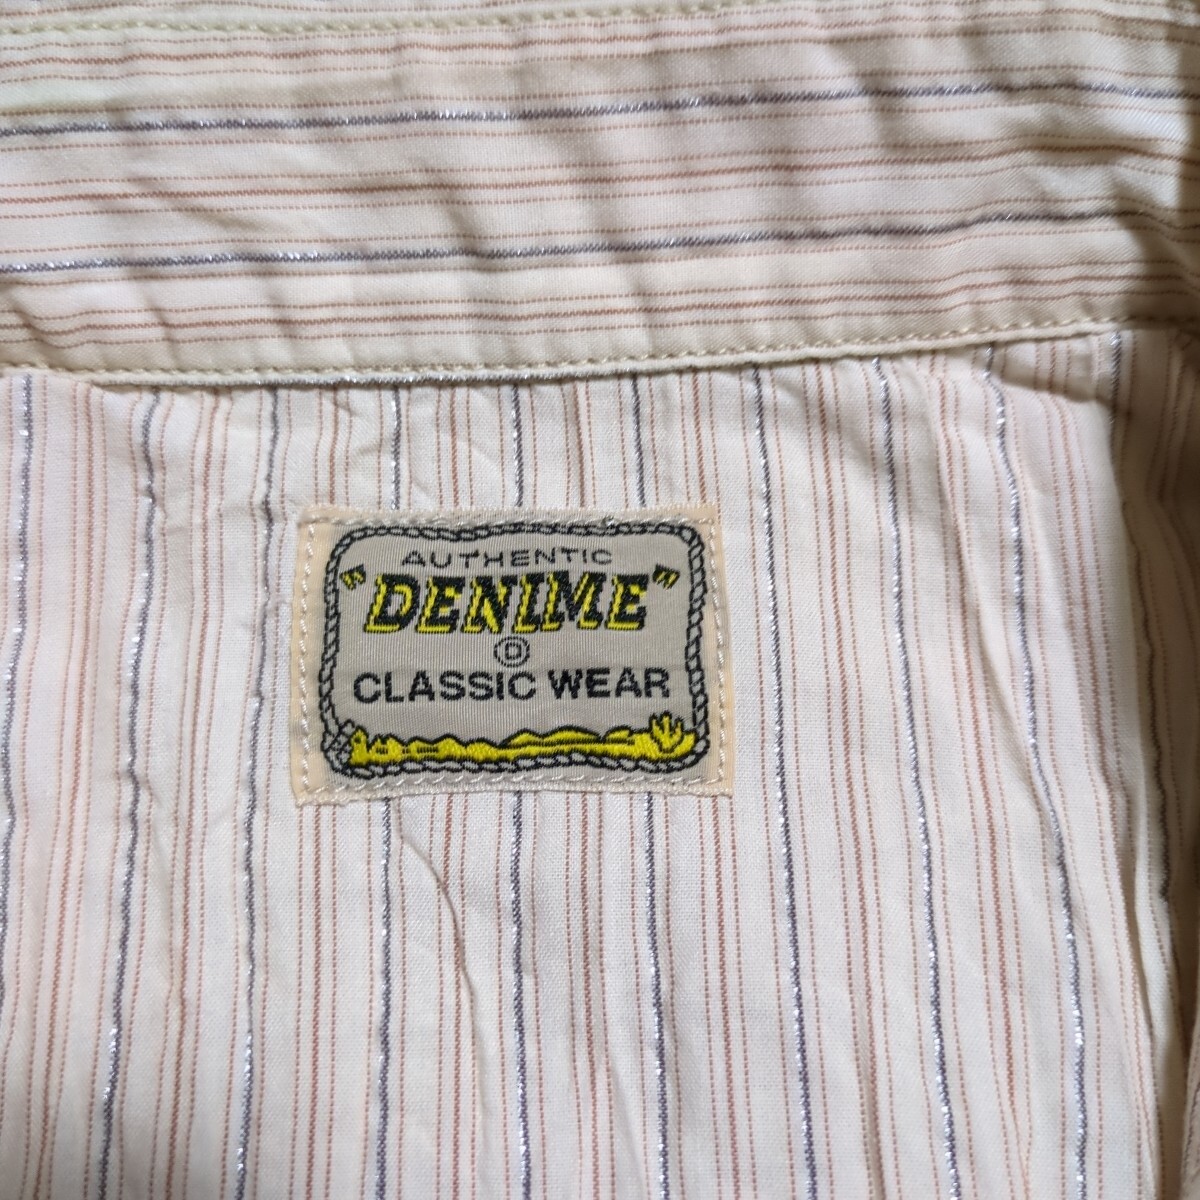 AUTHENTIC
"DENIME"
D
CLASSIC WEAR